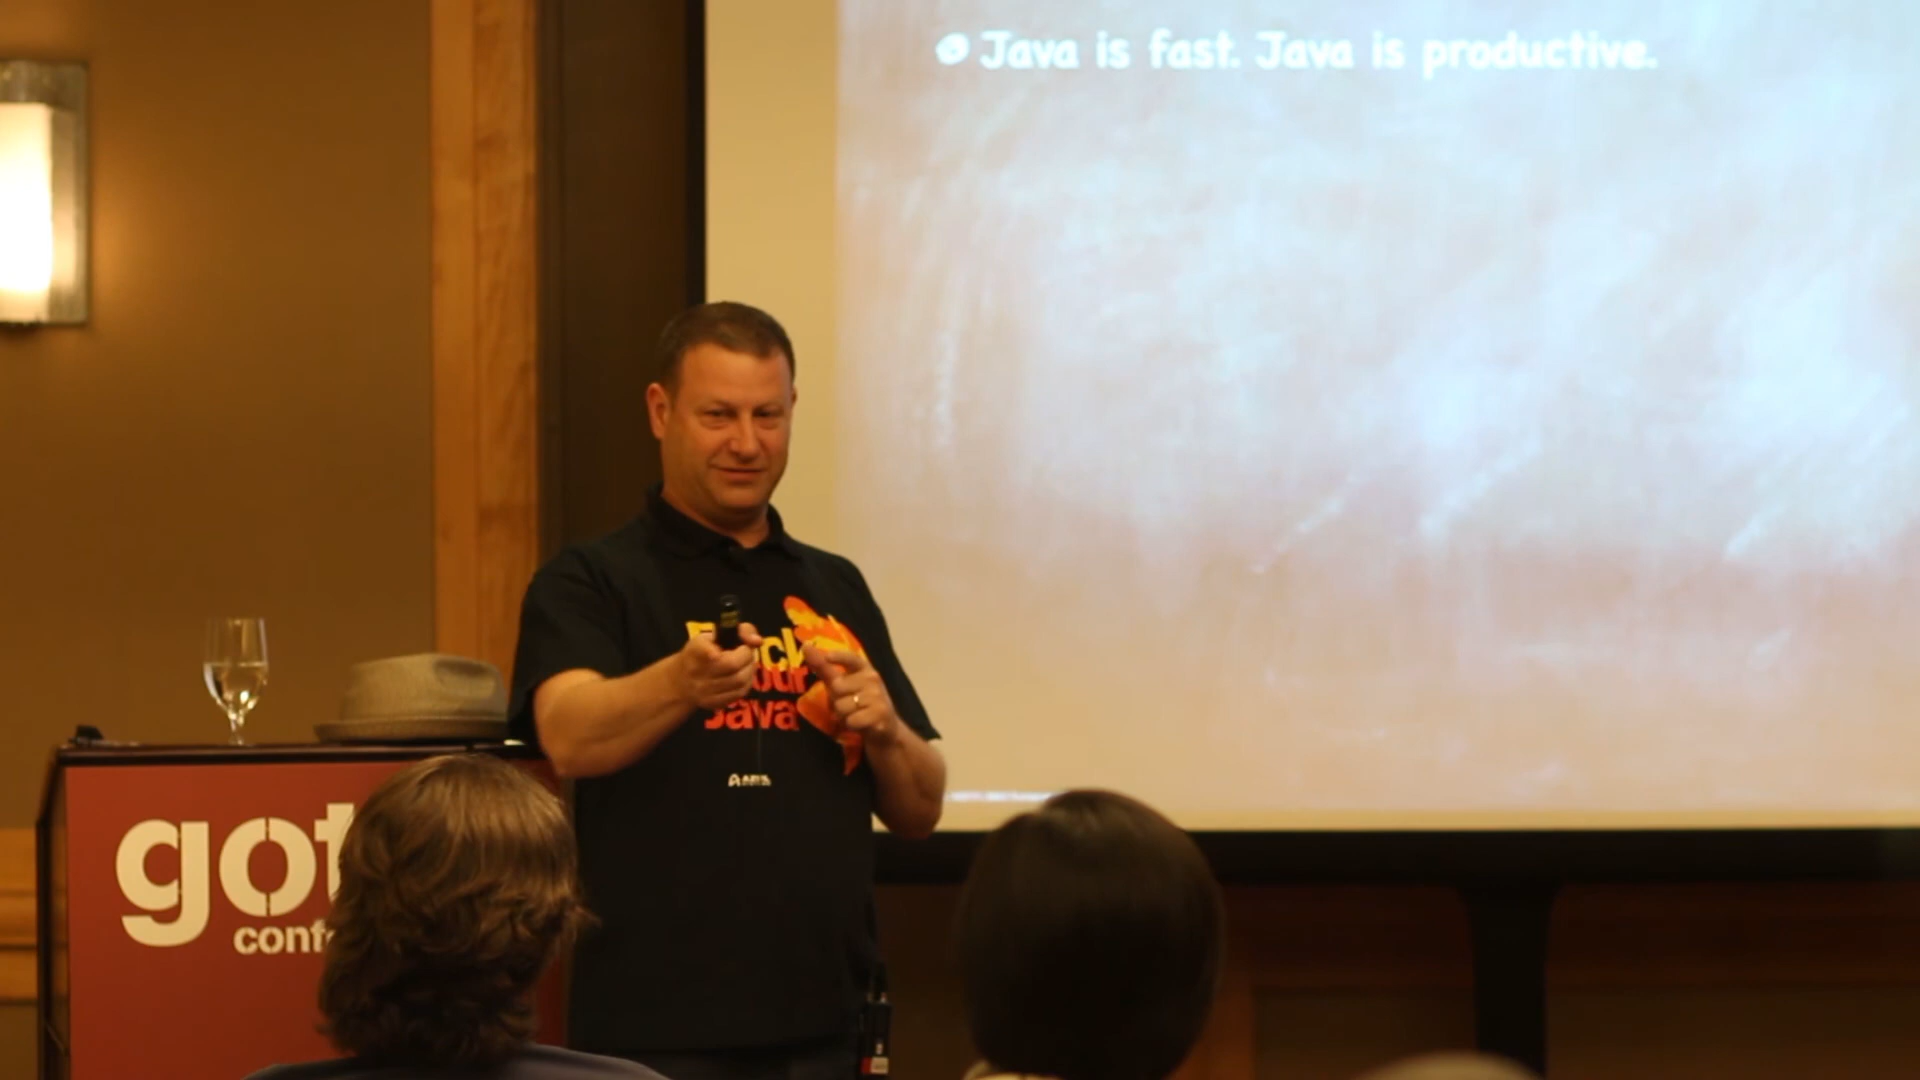 Java is fast. Java is productive.
Java
got
conf